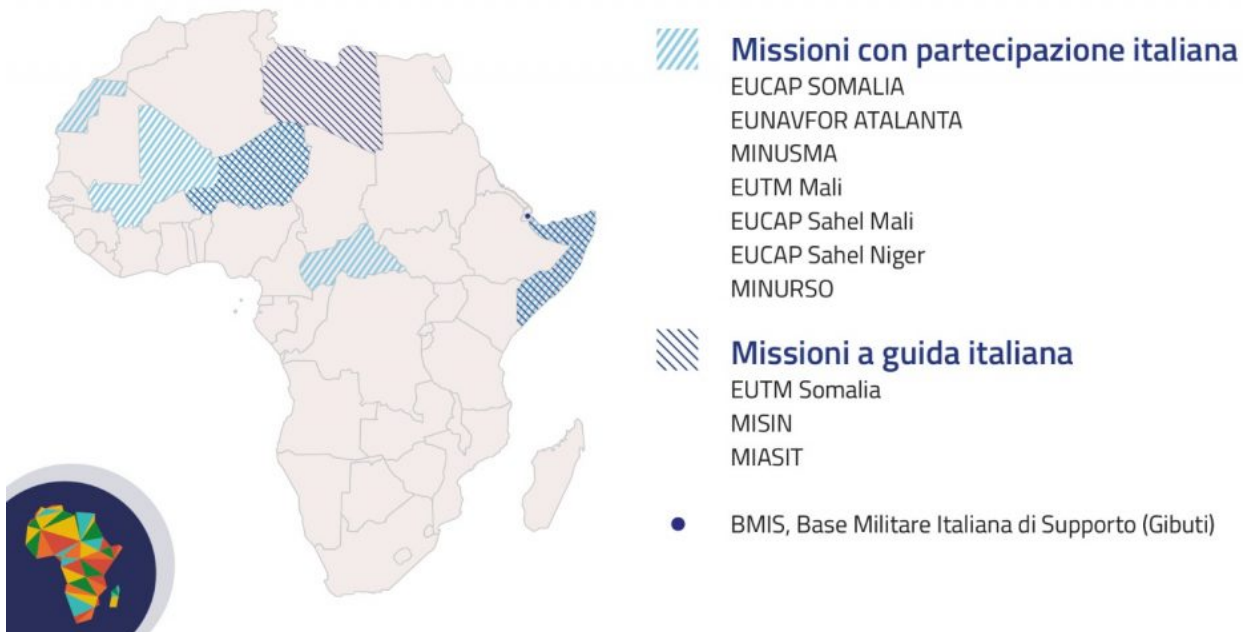 Missioni con partecipazione italiana
EUCAP SOMALIA
EUNAVFOR ATALANTA
MINUSMA
EUTM Mali
EUCAP Sahel Mali
EUCAP Sahel Niger
MINURSO
Missioni a guida italiana
EUTM Somalia
MISIN
MIASIT
BMIS, Base Militare Italiana di Supporto (Gibuti)